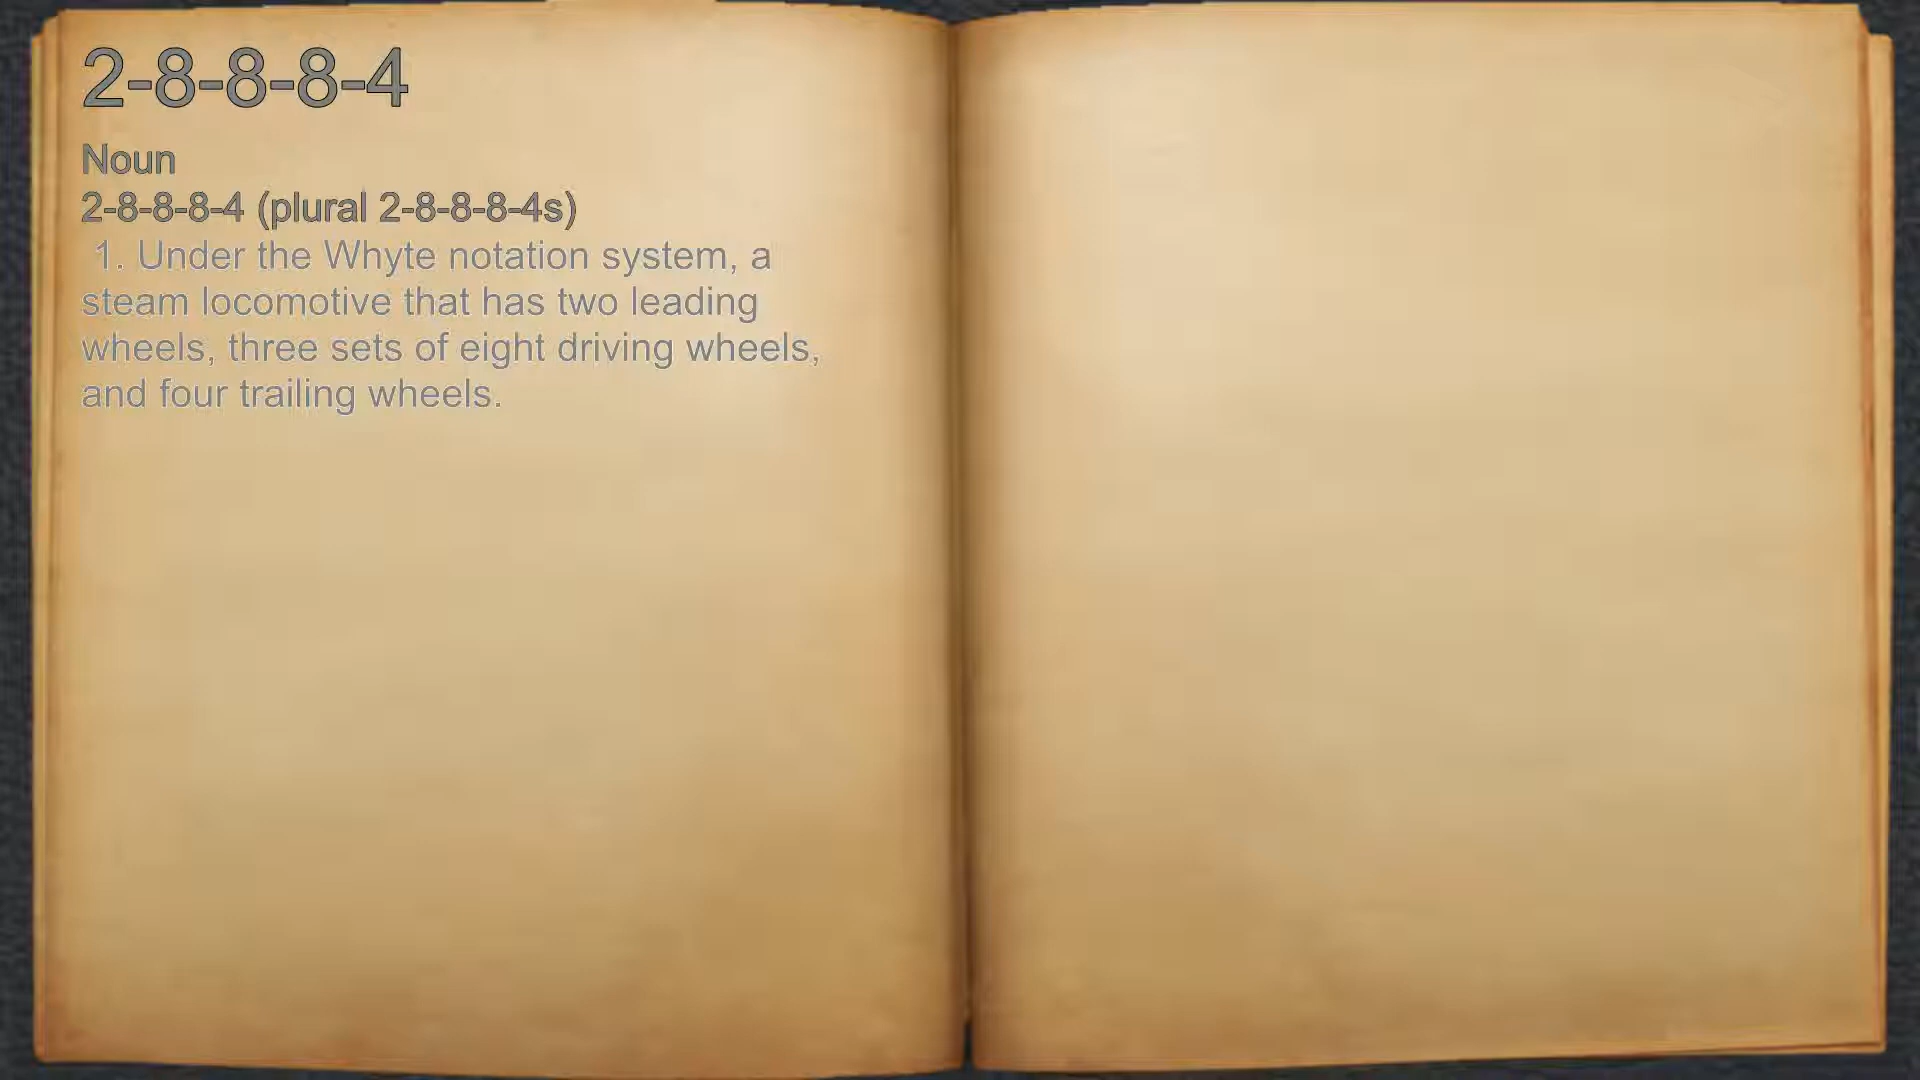 2-8-8-8-4
Noun
2-8-8-8-4 (plural 2-8-8-8-4s)
1. Under the Whyte notation system, a
steam locomotive that has two leading
wheels, three sets of eight driving wheels,
and four trailing wheels.